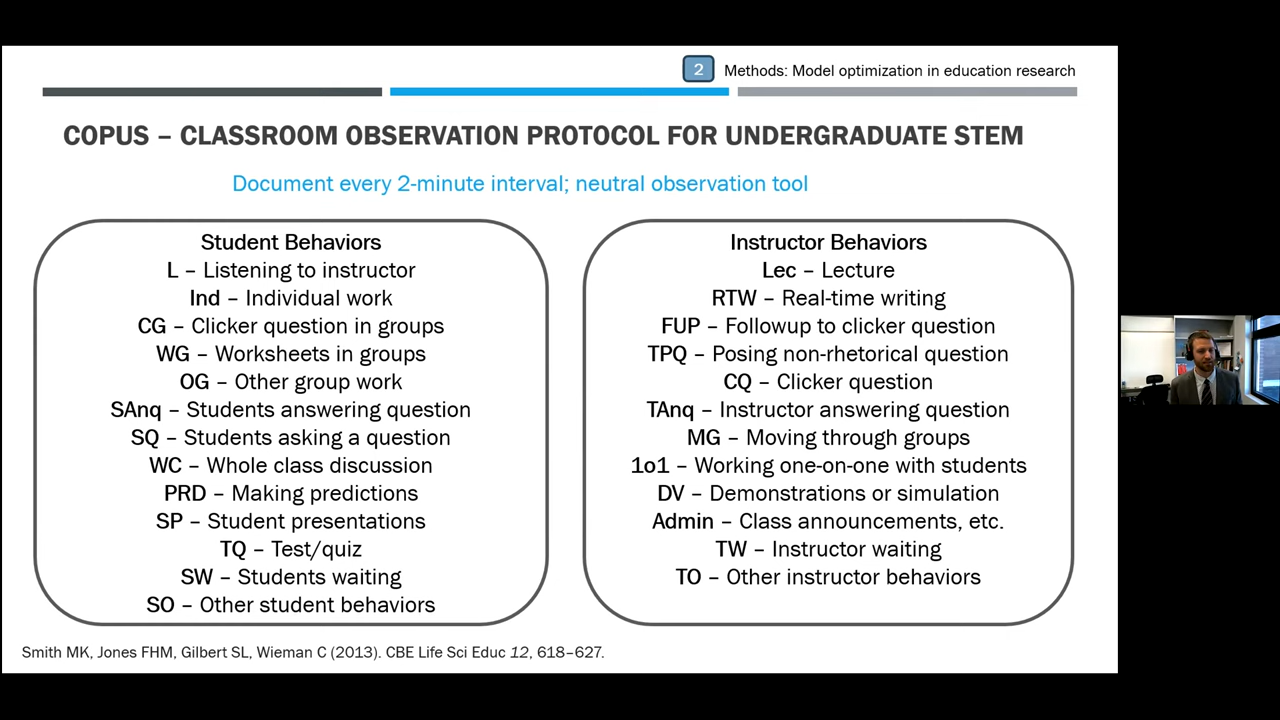 2 Methods: Model optimization in education research
COPUS – CLASSROOM OBSERVATION PROTOCOL FOR UNDERGRADUATE STEM
Document every 2-minute interval; neutral observation tool
Student Behaviors
L – Listening to instructor
Ind – Individual work
CG – Clicker question in groups
WG – Worksheets in groups
OG – Other group work
SAnq – Students answering question
SQ – Students asking a question
WC – Whole class discussion
PRD – Making predictions
SP – Student presentations
TQ – Test/quiz
SW – Students waiting
SO – Other student behaviors
Instructor Behaviors
Lec – Lecture
RTW – Real-time writing
FUP – Followup to clicker question
TPQ – Posing non-rhetorical question
CQ – Clicker question
TAnq – Instructor answering question
MG – Moving through groups
1o1 – Working one-on-one with students
DV – Demonstrations or simulation
Admin – Class announcements, etc.
TW – Instructor waiting
TO – Other instructor behaviors
Smith MK, Jones FHM, Gilbert SL, Wieman C (2013). CBE Life Sci Educ 12, 618–627.